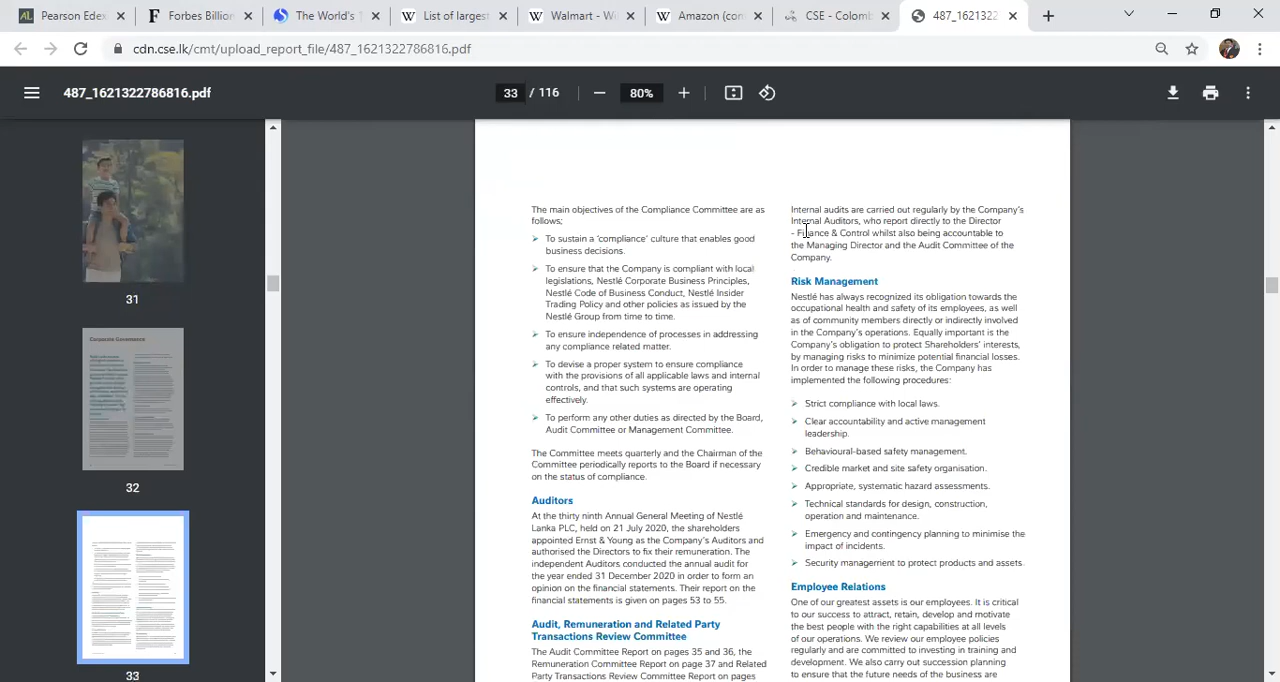 Pearson Edex
Forbes Billion
The World's
List of largest
Walmart - Wi
Amazon (com
CSE - Colom
487_1621322
cdn.cse.lk/cmt/upload_report_file/487_1621322786816.pdf
487_1621322786816.pdf
33 / 116
80%
31
Corporate Governance
32
33
The main objectives of the Compliance Committee are as
follows;
➢ To sustain a 'compliance' culture that enables good
business decisions.
➢ To ensure that the Company is compliant with local
legislations, Nestlé Corporate Business Principles,
Nestlé Code of Business Conduct, Nestlé Insider
Trading Policy and other policies as issued by the
Nestlé Group from time to time.
➢ To ensure independence of processes in addressing
any compliance related matter.
➢ To devise a proper system to ensure compliance
with the provisions of all applicable laws and internal
controls, and that such systems are operating
effectively.
➢ To perform any other duties as directed by the Board,
Audit Committee or Management Committee.
The Committee meets quarterly and the Chairman of the
Committee periodically reports to the Board if necessary
on the status of compliance.
Auditors
At the thirty ninth Annual General Meeting of Nestlé
Lanka PLC, held on 21 July 2020, the shareholders
appointed Ernst & Young as the Company's Auditors and
authorised the Directors to fix their remuneration. The
independent Auditors conducted the annual audit for
the year ended 31 December 2020 in order to form an
opinion on the financial statements. Their report on the
financial statements is given on pages 53 to 55.
Audit, Remuneration and Related Party
Transactions Review Committee
The Audit Committee Report on pages 35 and 36, the
Remuneration Committee Report on page 37 and Related
Party Transactions Review Committee Report on pages
Internal audits are carried out regularly by the Company's
Internal Auditors, who report directly to the Director
- Finance & Control whilst also being accountable to
the Managing Director and the Audit Committee of the
Company.
Risk Management
Nestlé has always recognized its obligation towards the
occupational health and safety of its employees, as well
as of community members directly or indirectly involved
in the Company's operations. Equally important is the
Company's obligation to protect Shareholders' interests,
by managing risks to minimize potential financial losses.
In order to manage these risks, the Company has
implemented the following procedures:
➢ Strict compliance with local laws.
➢ Clear accountability and active management
leadership.
➢ Behavioural-based safety management.
➢ Credible market and site safety organisation.
➢ Appropriate, systematic hazard assessments.
➢ Technical standards for design, construction,
operation and maintenance.
➢ Emergency and contingency planning to minimise the
impact of incidents.
➢ Security management to protect products and assets
Employee Relations
One of our greatest assets is our employees. It is critical
to our success to attract, retain, develop and motivate
the best people with the right capabilities at all levels
of our operations. We review our employee policies
regularly and are committed to investing in training and
development. We also carry out succession planning
to ensure that the future needs of the business are